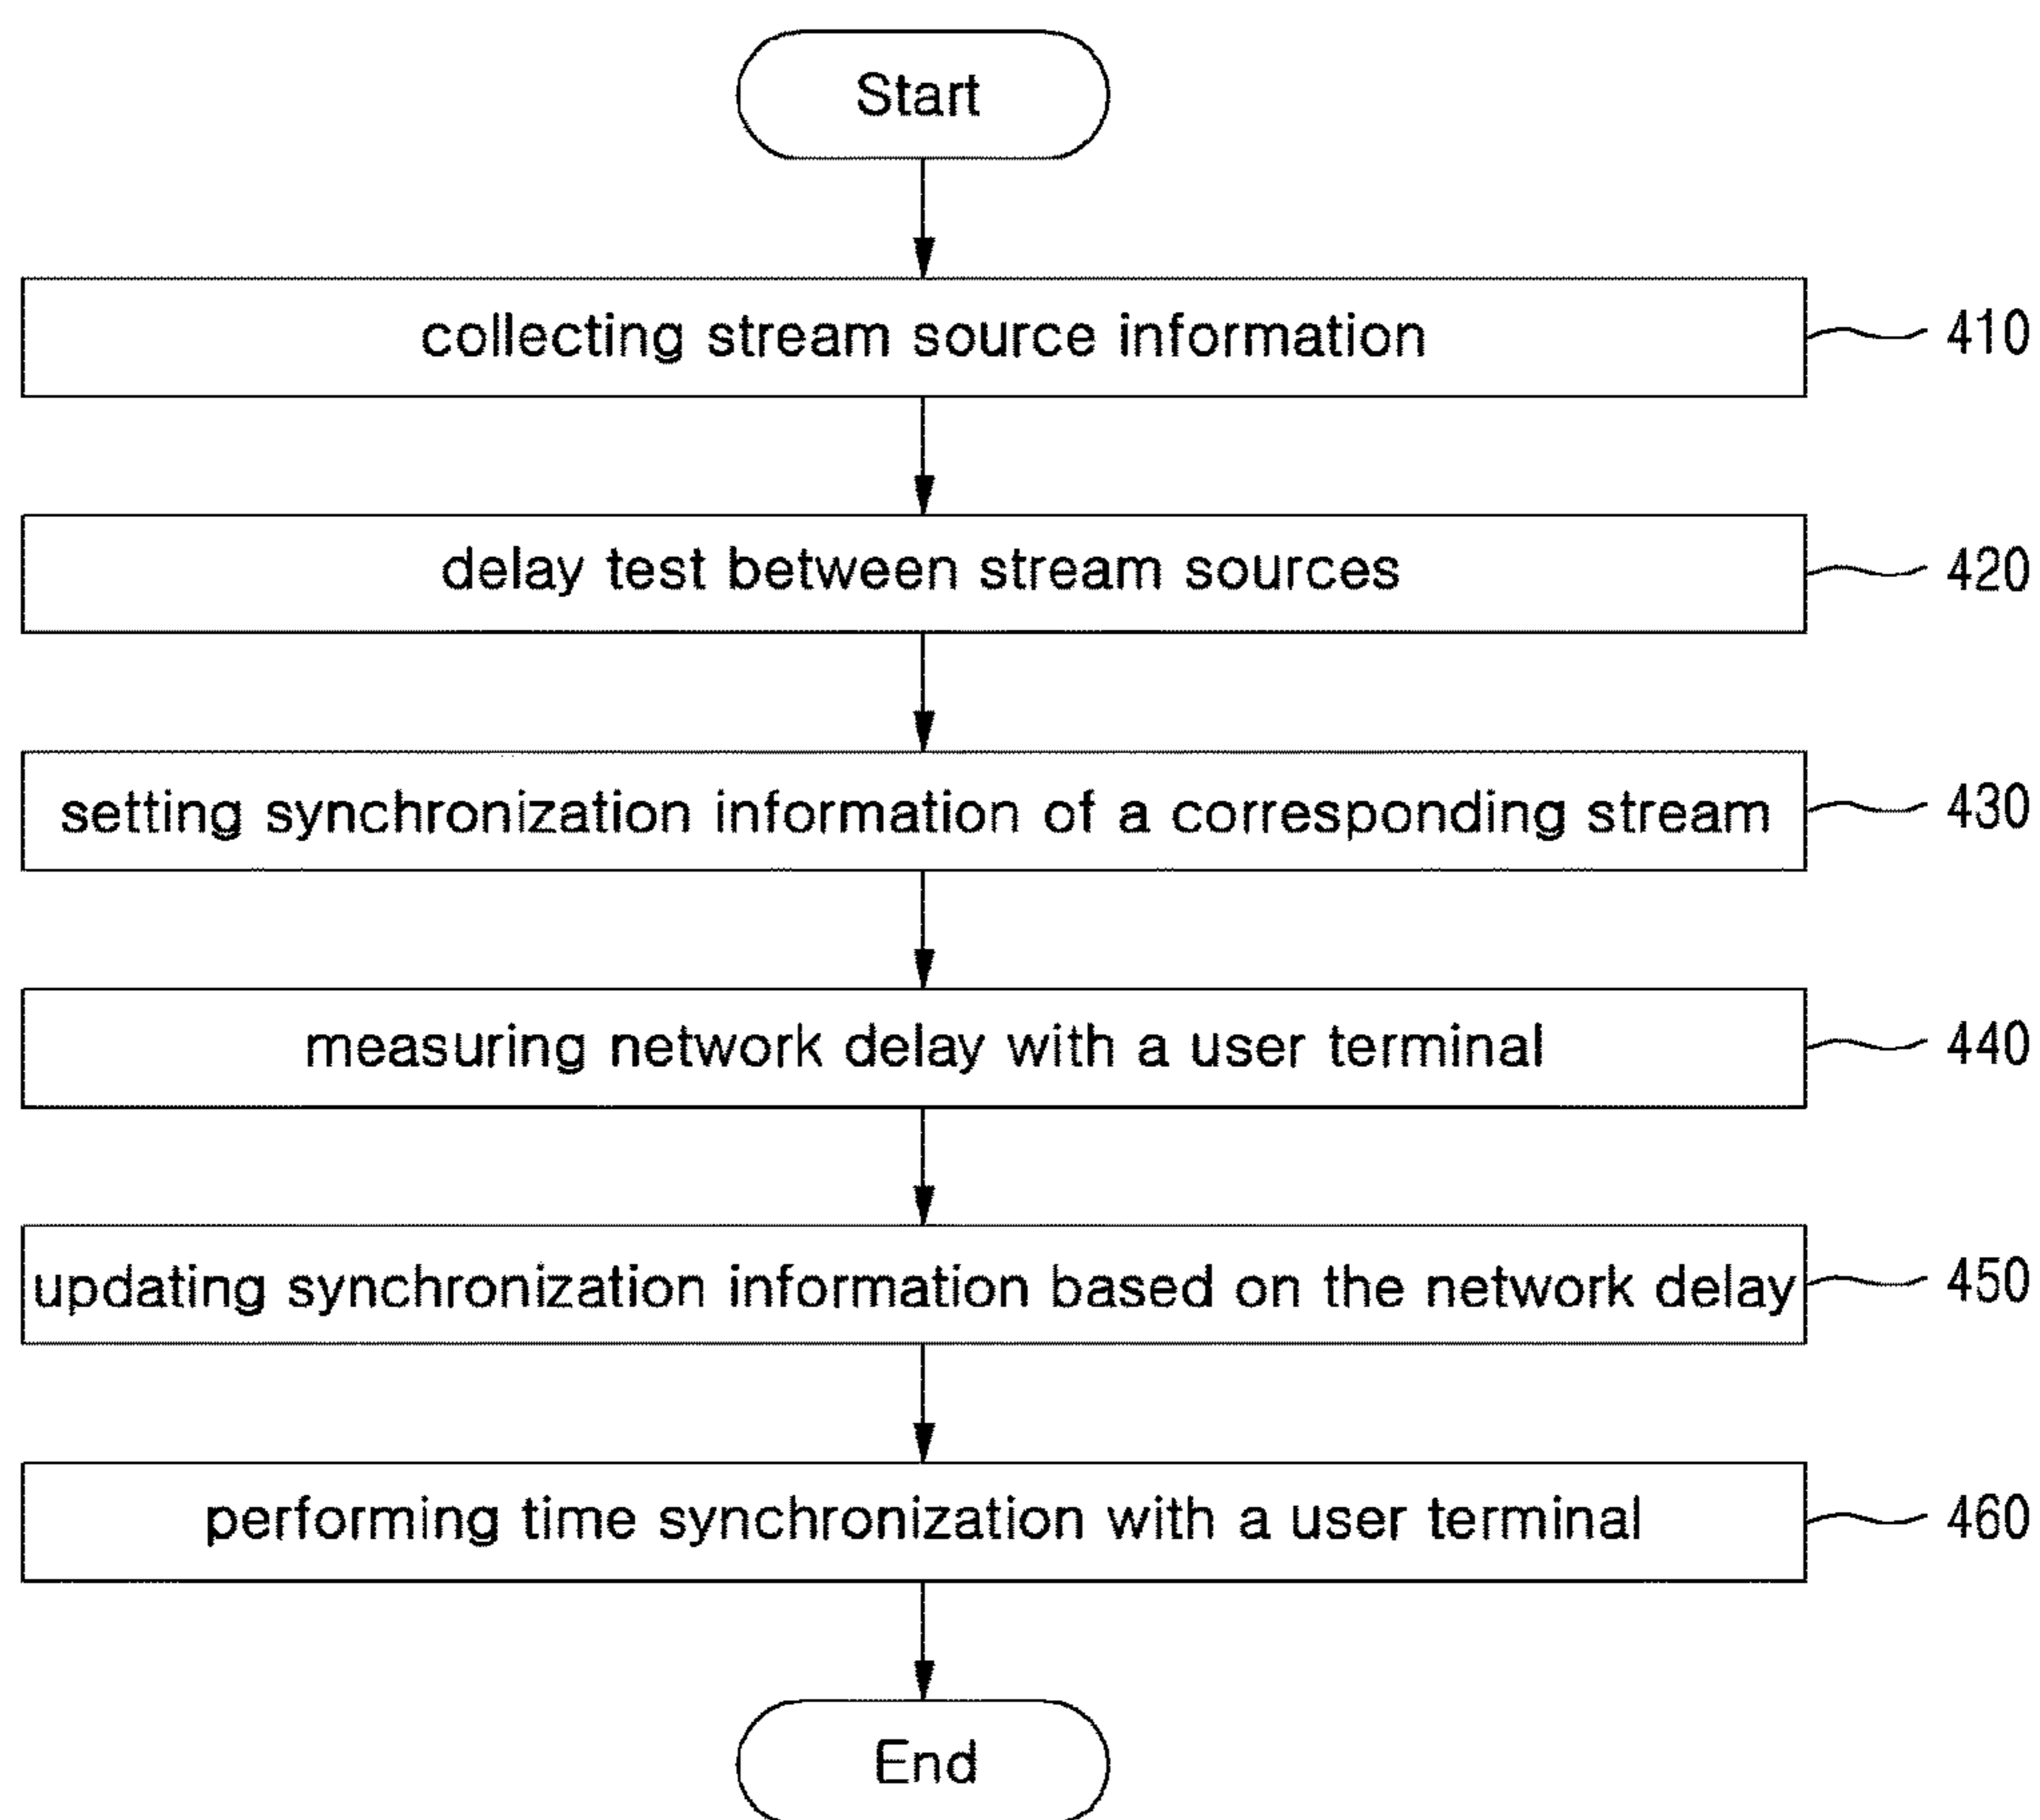 Start
collecting stream source information
410
delay test between stream sources
420
setting synchronization information of a corresponding stream
430
measuring network delay with a user terminal
440
updating synchronization information based on the network delay
450
performing time synchronization with a user terminal
460
End